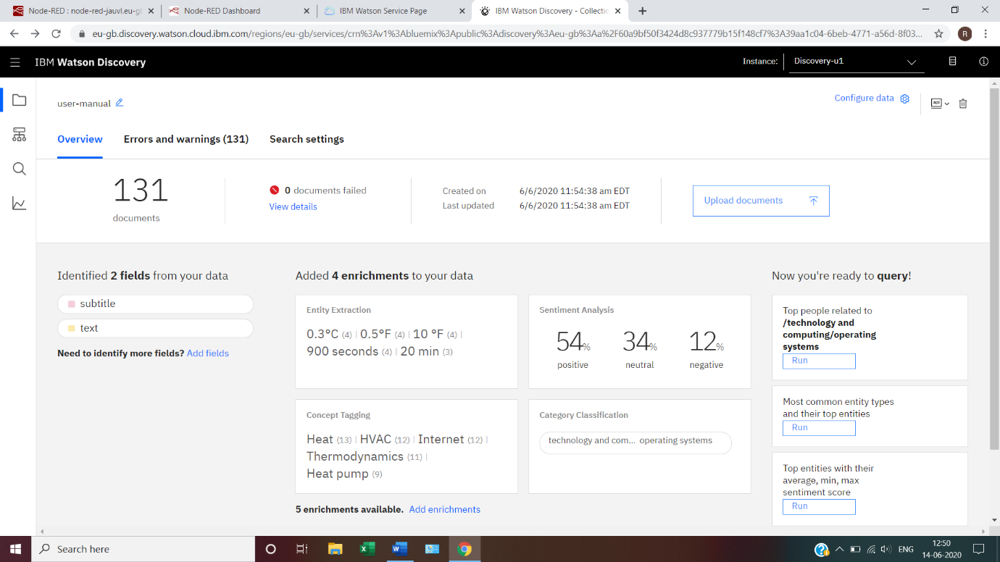 Node-RED : node-red-jauvl.eu-g
Node-RED Dashboard
IBM Watson Service Page
IBM Watson Discovery - Collectio
eu-gb.discovery.watson.cloud.ibm.com/regions/eu-gb/services/crn%3Av1%3Abluemix%3Apublic%3Adiscovery%3Aeu-gb%3Aa%2F60a9bf50f3424d8c937779b15f148cf7%3A39aa1c04-6beb-4771-a56d-8f03...
R
IBM Watson Discovery
Instance:
Discovery-u1
user-manual
Configure data
api
Overview
Errors and warnings (131)
Search settings
131
documents
0 documents failed
View details
Created on 6/6/2020 11:54:38 am EDT
Last updated 6/6/2020 11:54:38 am EDT
Upload documents
Identified 2 fields from your data
subtitle
text
Need to identify more fields? Add fields
Added 4 enrichments to your data
Entity Extraction
0.3°C (4) | 0.5°F (4) | 10 °F (4) |
900 seconds (4) | 20 min (3)
Sentiment Analysis
54% 34% 12%
positive neutral negative
Concept Tagging
Heat (13) | HVAC (12) | Internet (12) |
Thermodynamics (11) |
Heat pump (9)
Category Classification
technology and com... operating systems
5 enrichments available. Add enrichments
Now you're ready to query!
Top people related to
/technology and
computing/operating
systems
Run
Most common entity types
and their top entities
Run
Top entities with their
average, min, max
sentiment score
Run
Search here
ENG
12:50
14-06-2020